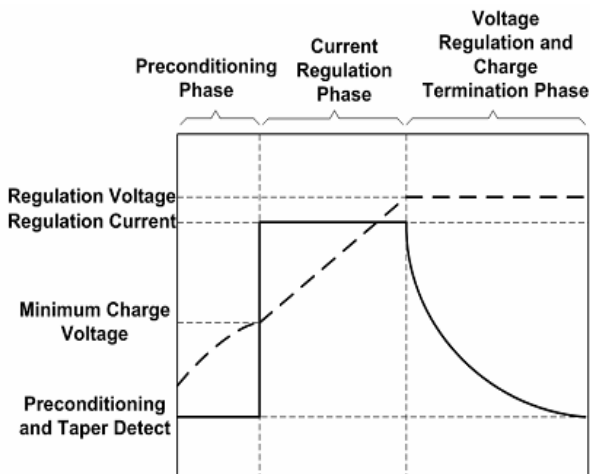 Preconditioning
Phase
Current
Regulation
Phase
Voltage
Regulation and
Charge
Termination Phase
Regulation Voltage
Regulation Current
Minimum Charge
Voltage
Preconditioning
and Taper Detect